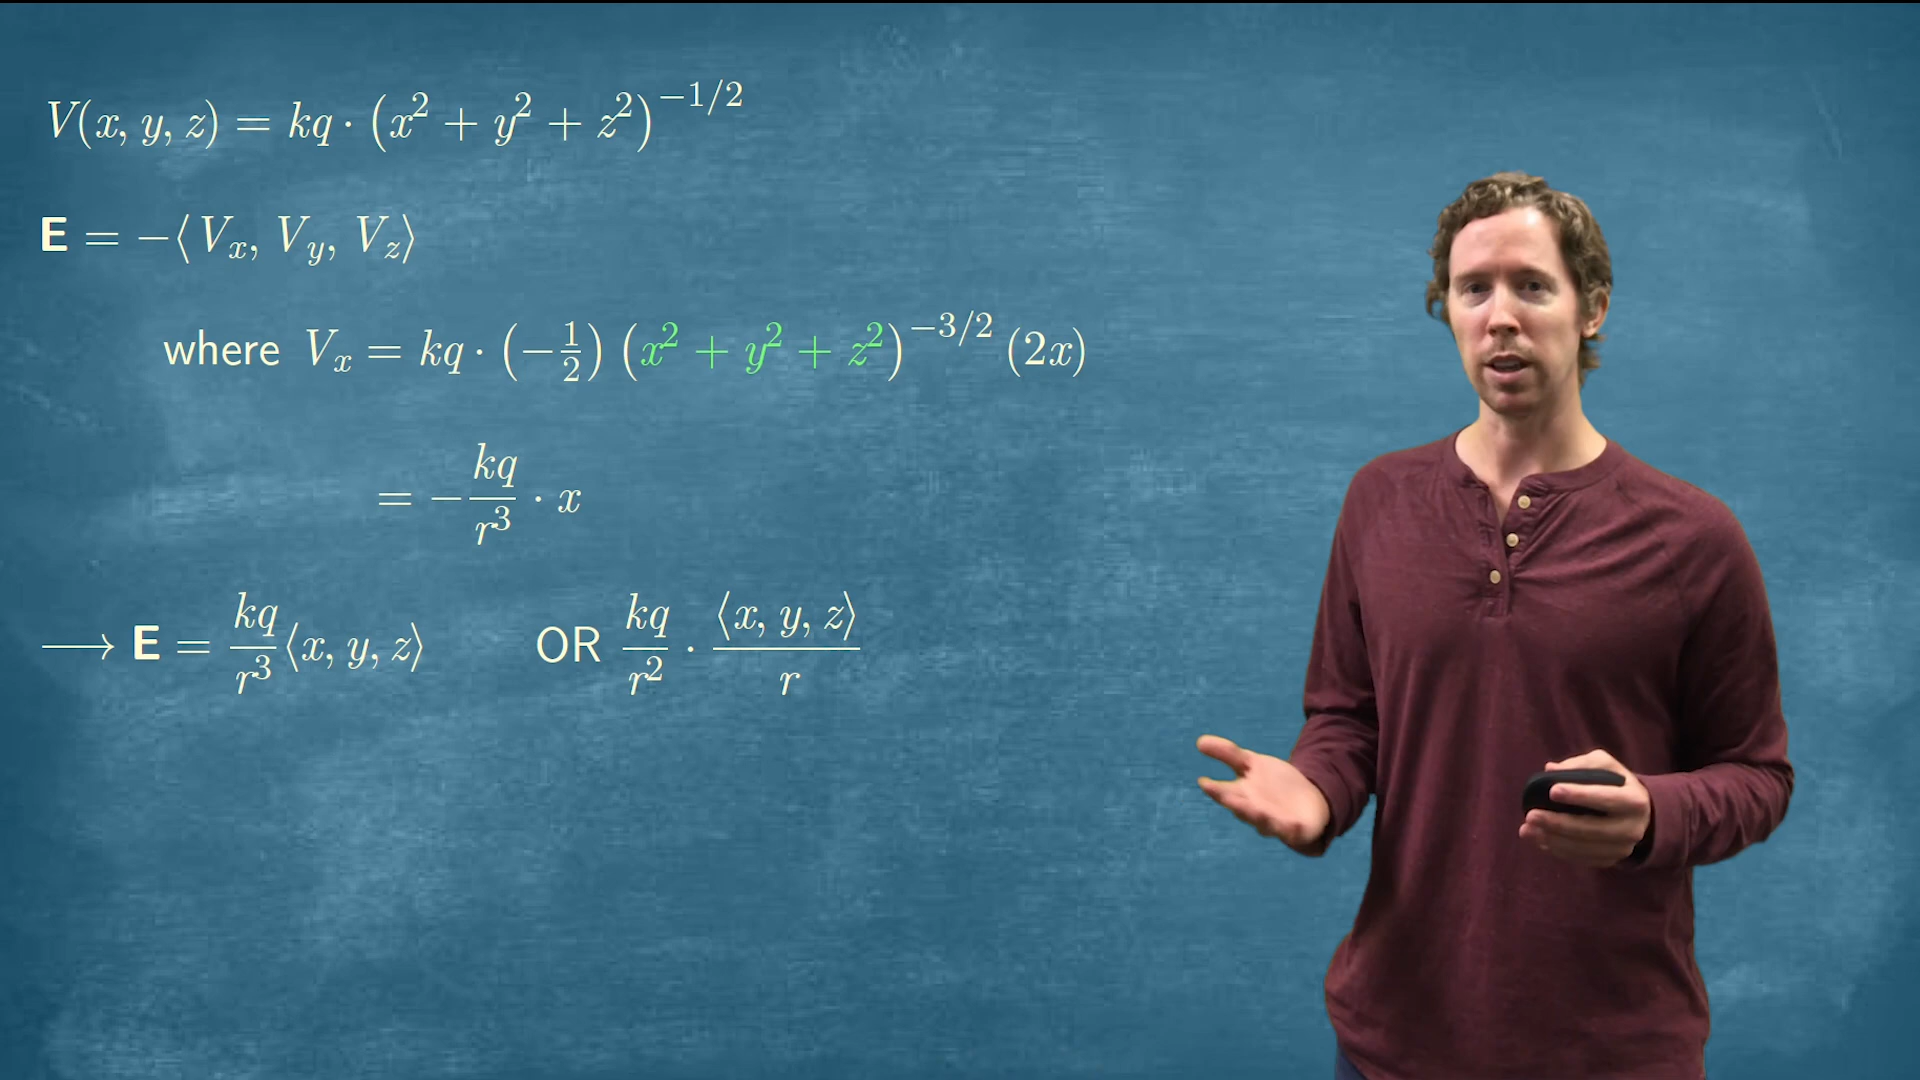 V(x, y, z) = kq · (x² + y² + z²)^{-1/2}
E = −⟨V_x, V_y, V_z⟩
where V_x = kq · (−1/2) (x² + y² + z²)^{-3/2} (2x)
= −kq/r³ · x
⟶ E = kq/r³ ⟨x, y, z⟩ OR kq/r² · ⟨x, y, z⟩/r